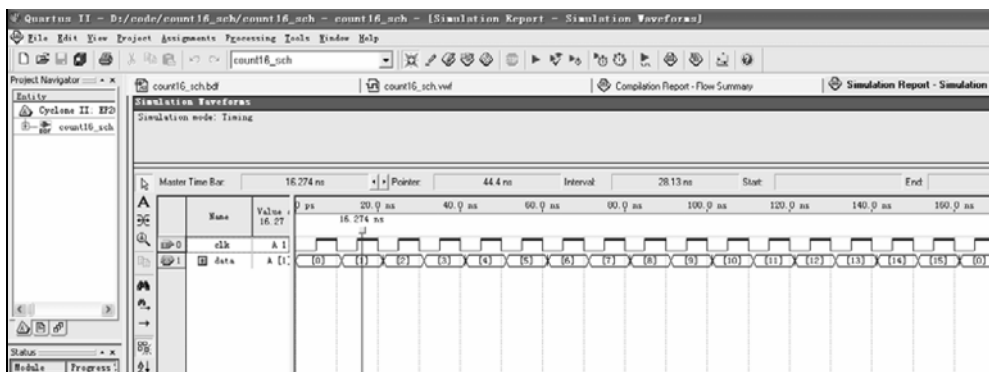 Quartus II - D:/code/count16_sch/count16_sch - count16_sch - [Simulation Report - Simulation Waveforms]
File Edit View Project Assignments Processing Tools Window Help
count16_sch
Project Navigator
count16_sch.bdf
count16_sch.vwf
Compilation Report - Flow Summary
Simulation Report - Simulation
Entity
Simulation Waveforms
Cyclone II: EP2
Simulation mode: Timing
count16_sch
Master Time Bar: 16.274 ns Pointer: 44.4 ns Interval: 28.13 ns Start: End:
Name
Value
16.27
0 ps 20.0 ns 40.0 ns 60.0 ns 80.0 ns 100.0 ns 120.0 ns 140.0 ns 160.0 ns
16.274 ns
0 clk A 1
1 data A [1] [0] [1] [2] [3] [4] [5] [6] [7] [8] [9] [10] [11] [12] [13] [14] [15] [0]
Status
Module Progress